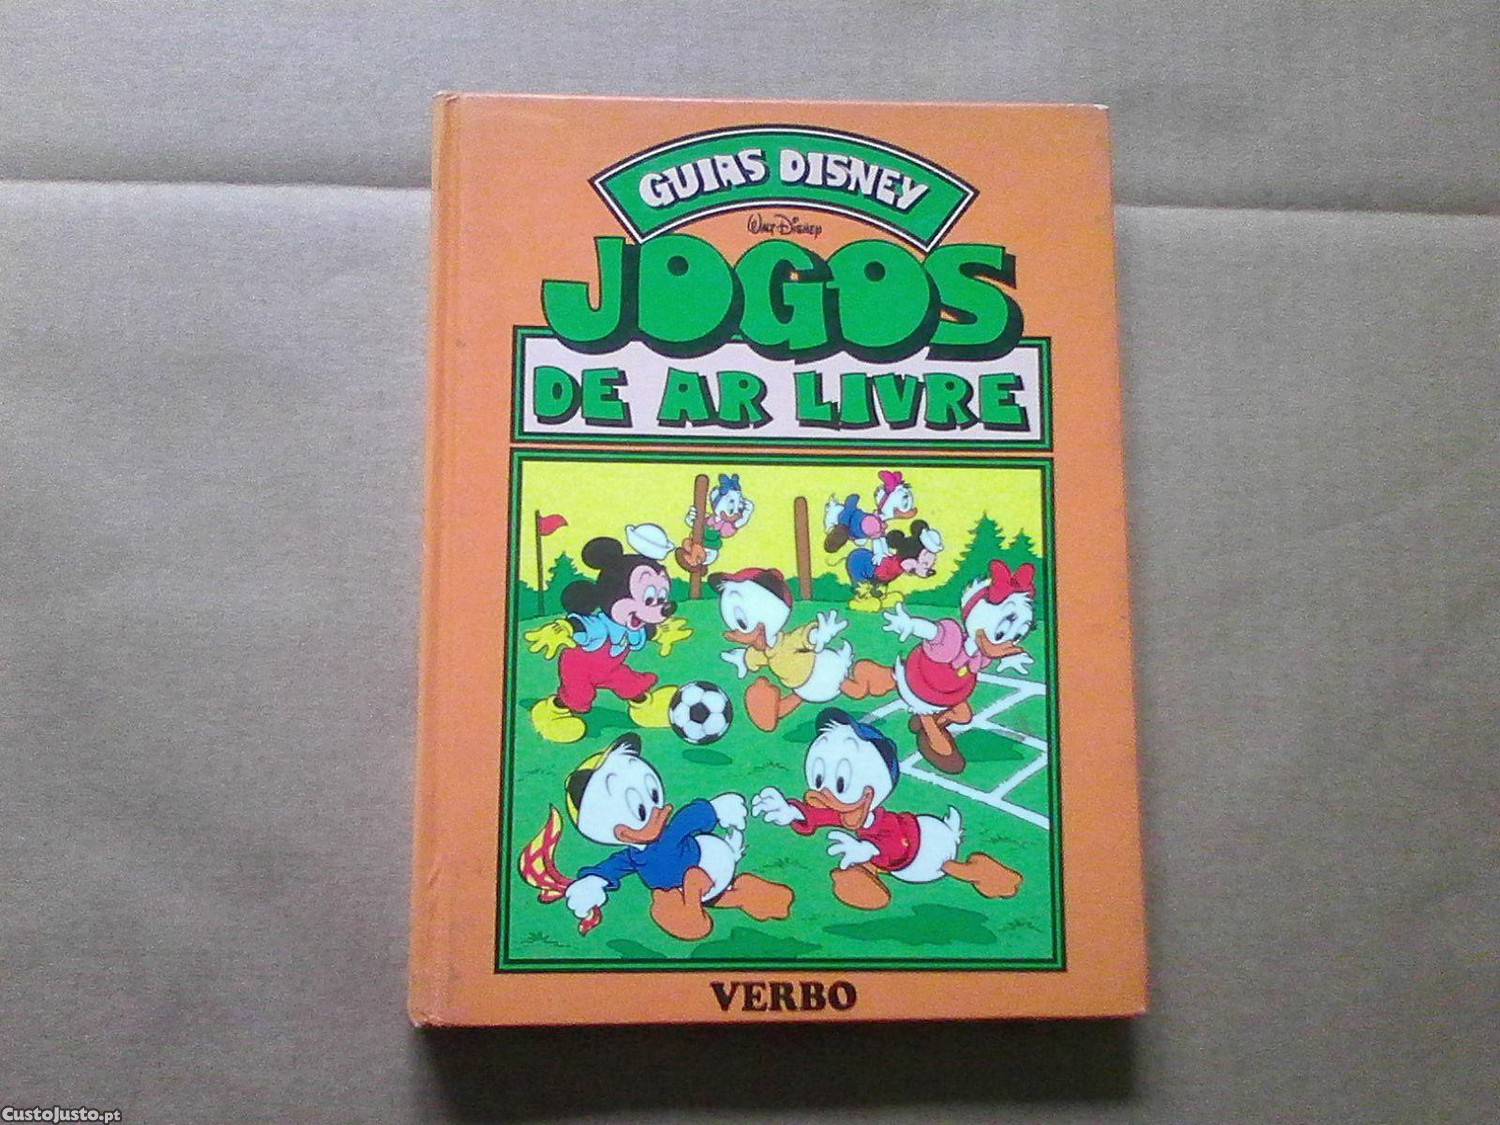 GUIAS DISNEY
Walt Disney
JOGOS
DE AR LIVRE
VERBO
CustoJusto.pt